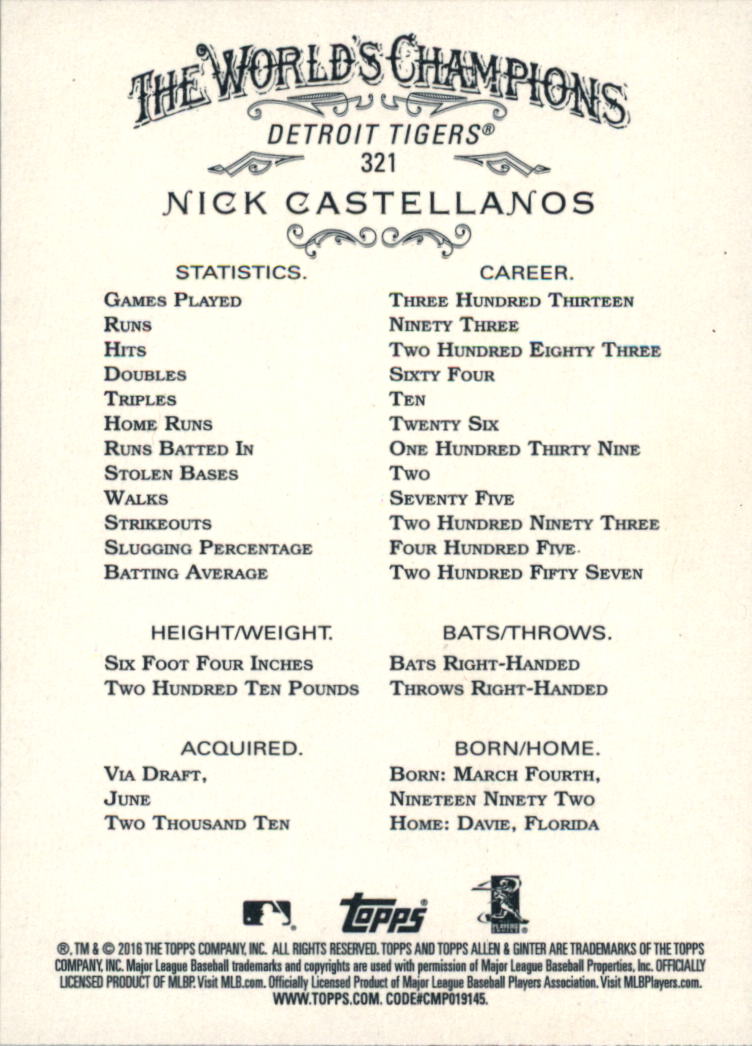 THE WORLD'S CHAMPIONS
DETROIT TIGERS®
321
NICK CASTELLANOS
STATISTICS. CAREER.
GAMES PLAYED THREE HUNDRED THIRTEEN
RUNS NINETY THREE
HITS TWO HUNDRED EIGHTY THREE
DOUBLES SIXTY FOUR
TRIPLES TEN
HOME RUNS TWENTY SIX
RUNS BATTED IN ONE HUNDRED THIRTY NINE
STOLEN BASES TWO
WALKS SEVENTY FIVE
STRIKEOUTS TWO HUNDRED NINETY THREE
SLUGGING PERCENTAGE FOUR HUNDRED FIVE
BATTING AVERAGE TWO HUNDRED FIFTY SEVEN
HEIGHT/WEIGHT. BATS/THROWS.
SIX FOOT FOUR INCHES BATS RIGHT-HANDED
TWO HUNDRED TEN POUNDS THROWS RIGHT-HANDED
ACQUIRED. BORN/HOME.
VIA DRAFT, BORN: MARCH FOURTH,
JUNE NINETEEN NINETY TWO
TWO THOUSAND TEN HOME: DAVIE, FLORIDA
topps®
®, TM & © 2016 THE TOPPS COMPANY, INC. ALL RIGHTS RESERVED. TOPPS AND TOPPS ALLEN & GINTER ARE TRADEMARKS OF THE TOPPS
COMPANY, INC. Major League Baseball trademarks and copyrights are used with permission of Major League Baseball Properties, Inc. OFFICIALLY
LICENSED PRODUCT OF MLBP. Visit MLB.com. Officially Licensed Product of Major League Baseball Players Association. Visit MLBPlayers.com.
WWW.TOPPS.COM. CODE#CMP019145.